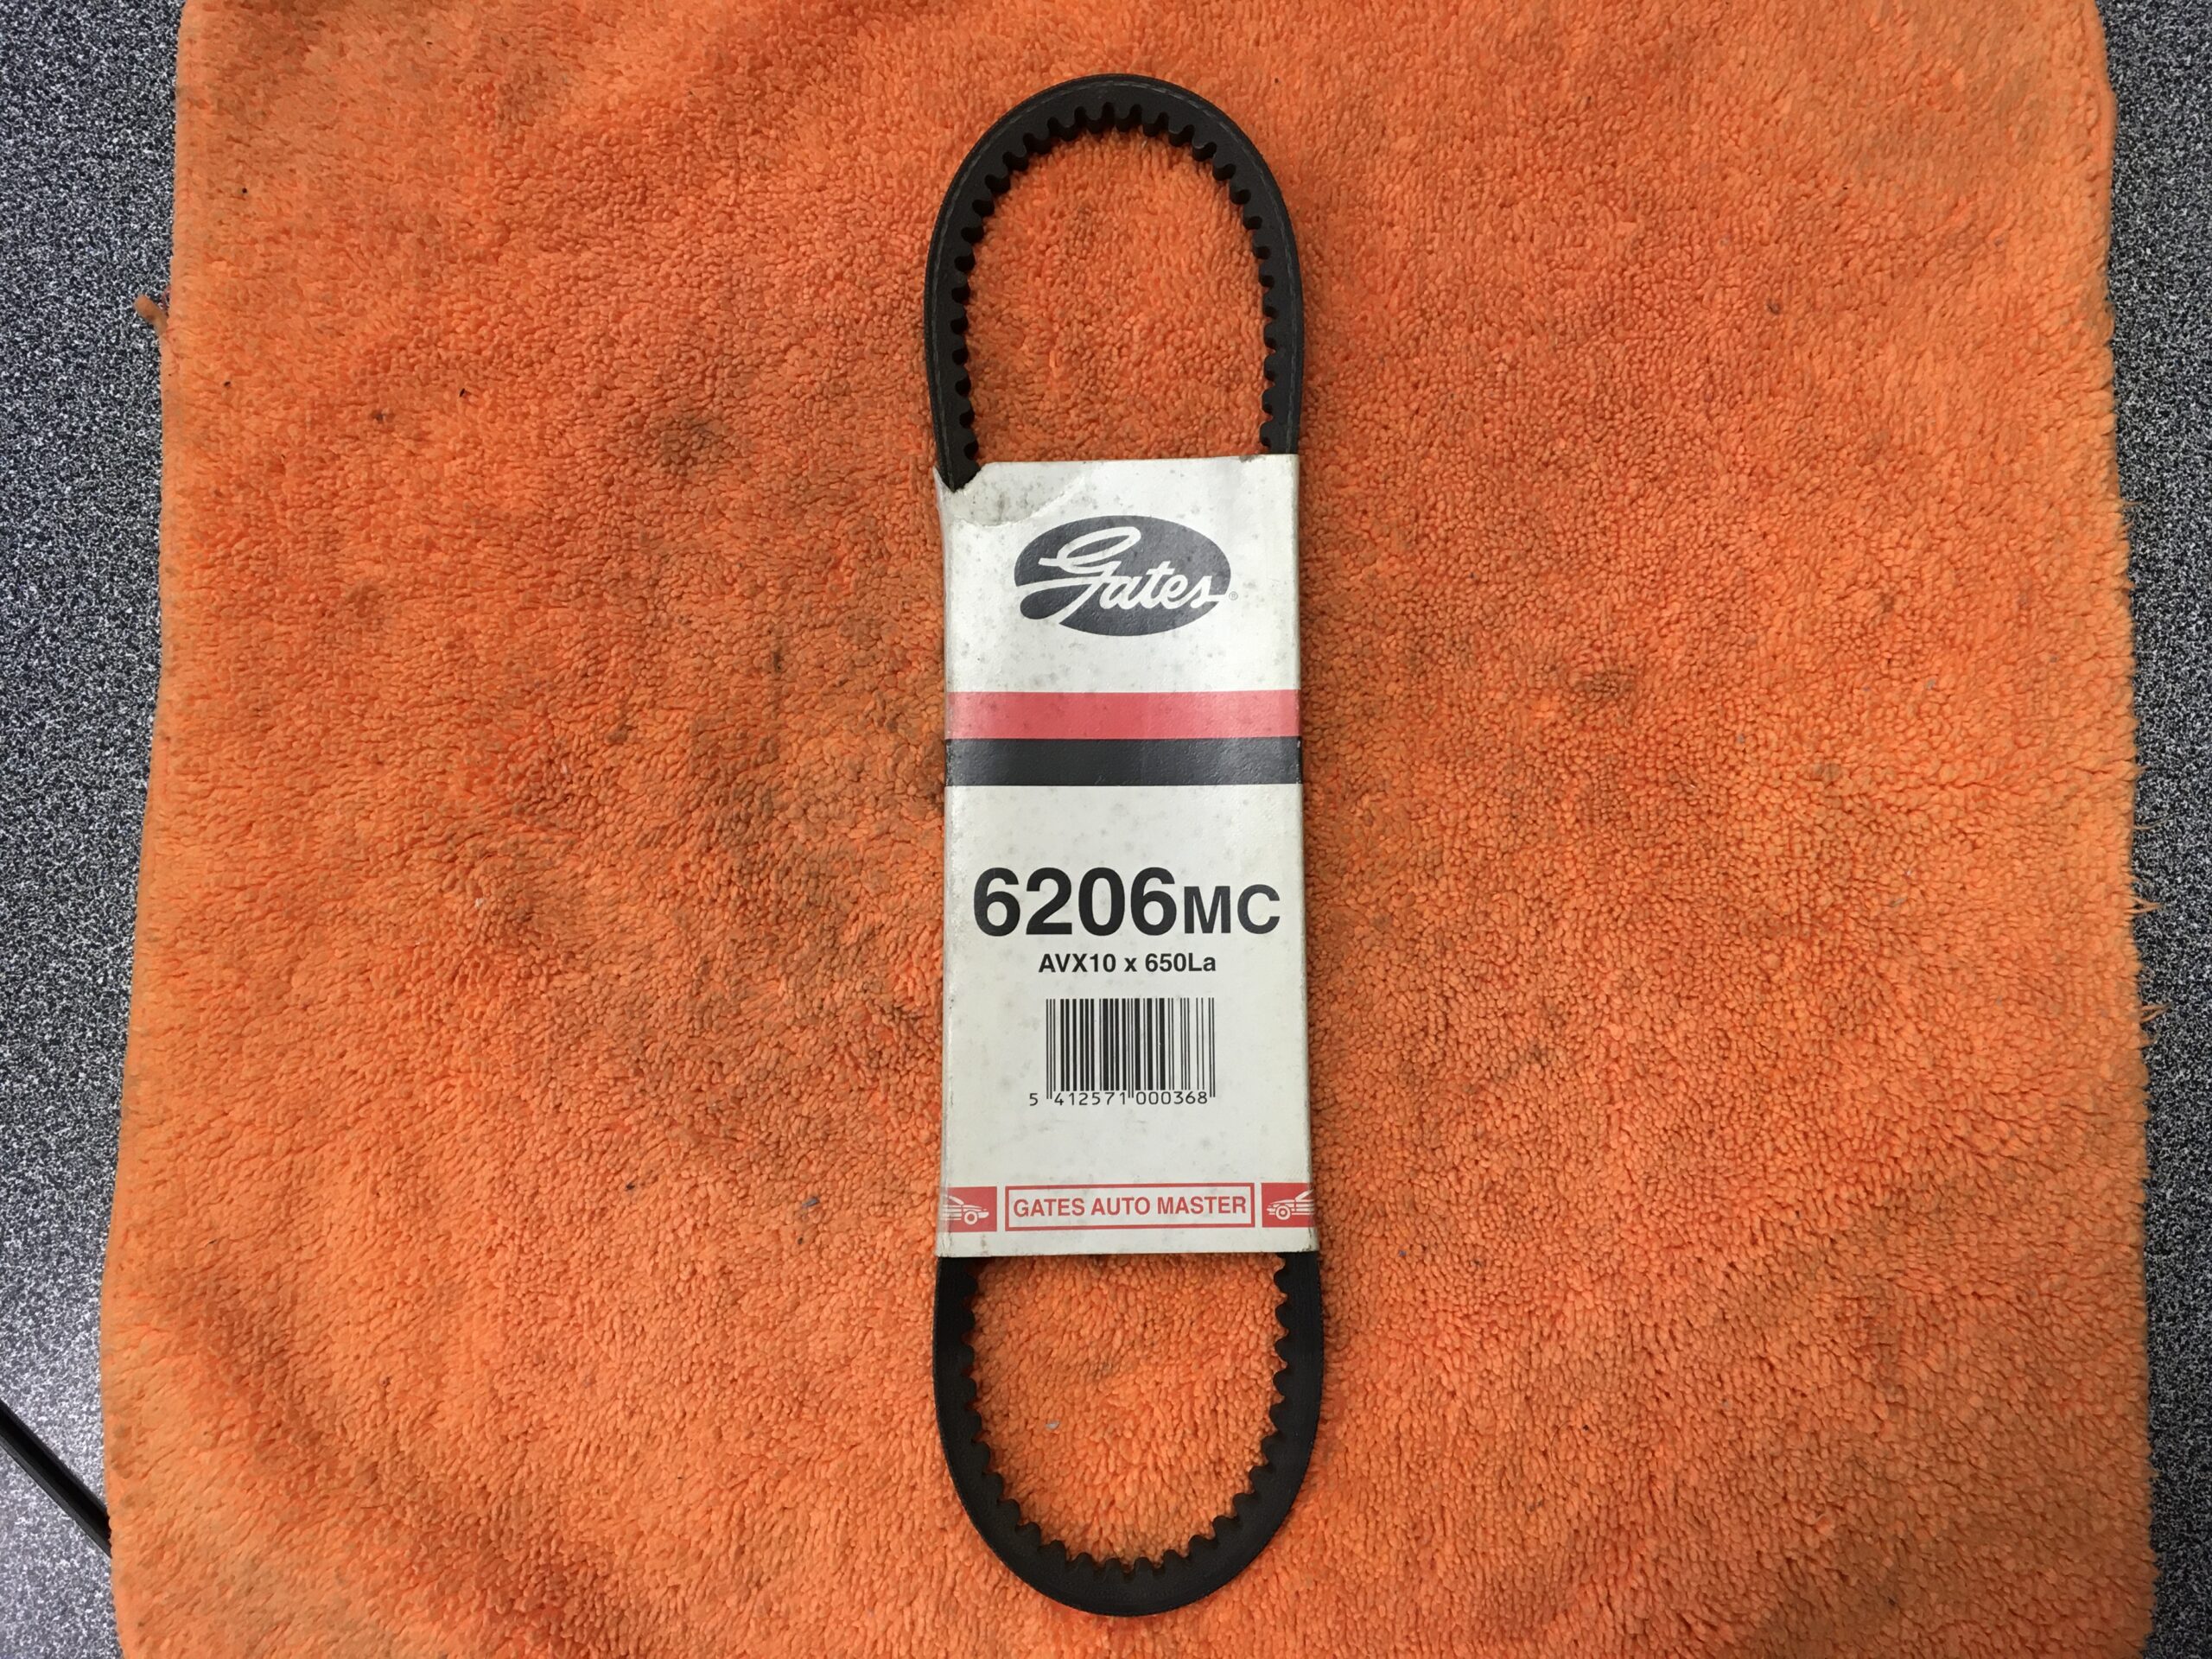 Gates®
6206MC
AVX10 x 650La
5 412571 000368
GATES AUTO MASTER